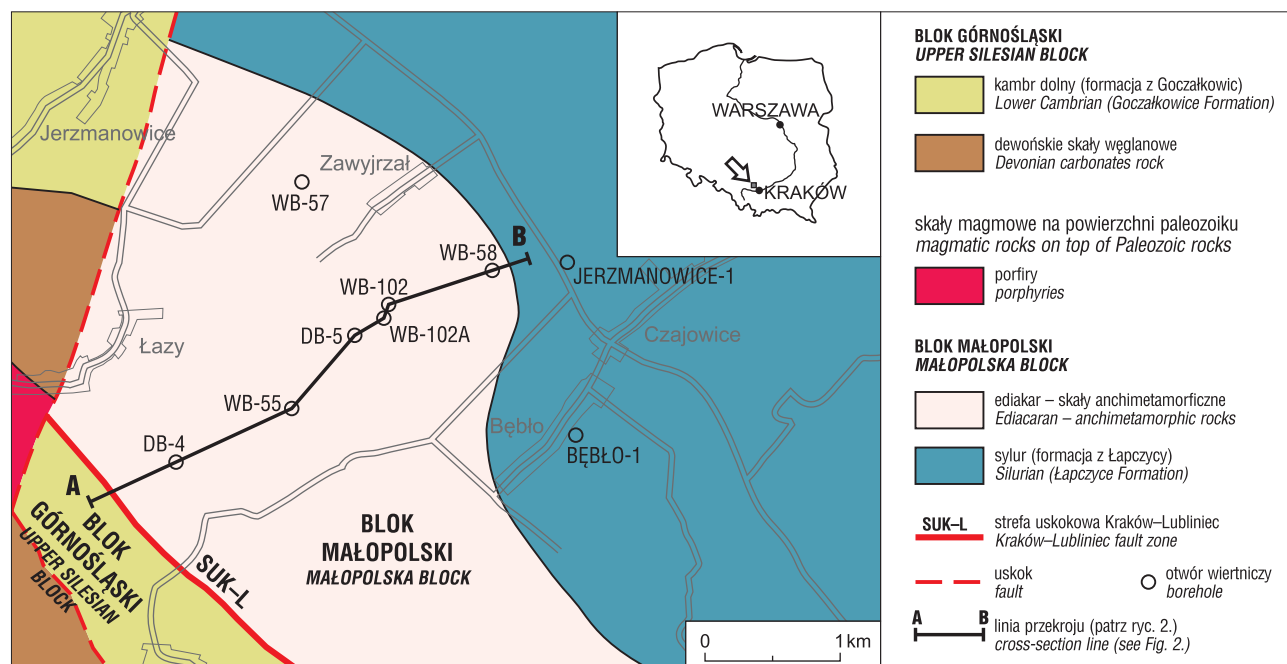 Jerzmanowice
Zawyjrzał
WB-57
WARSZAWA
KRAKÓW
B
WB-58
JERZMANOWICE-1
WB-102
WB-102A
DB-5
Czajowice
Łazy
WB-55
Bębło
BĘBŁO-1
DB-4
A
BLOK
GÓRNOŚLĄSKI
UPPER SILESIAN
BLOCK
SUK–L
BLOK
MAŁOPOLSKI
MAŁOPOLSKA BLOCK
0 1 km
BLOK GÓRNOŚLĄSKI
UPPER SILESIAN BLOCK
kambr dolny (formacja z Goczałkowic)
Lower Cambrian (Goczałkowice Formation)
dewońskie skały węglanowe
Devonian carbonates rock
skały magmowe na powierzchni paleozoiku
magmatic rocks on top of Paleozoic rocks
porfiry
porphyries
BLOK MAŁOPOLSKI
MAŁOPOLSKA BLOCK
ediakar – skały anchimetamorficzne
Ediacaran – anchimetamorphic rocks
sylur (formacja z Łapczycy)
Silurian (Łapczyce Formation)
SUK–L
strefa uskokowa Kraków–Lubliniec
Kraków–Lubliniec fault zone
uskok
fault
otwór wiertniczy
borehole
A B
linia przekroju (patrz ryc. 2.)
cross-section line (see Fig. 2.)